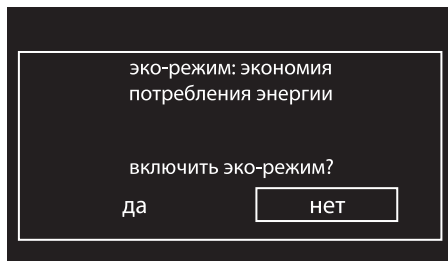 эко-режим: экономия
потребления энергии
включить эко-режим?
да нет